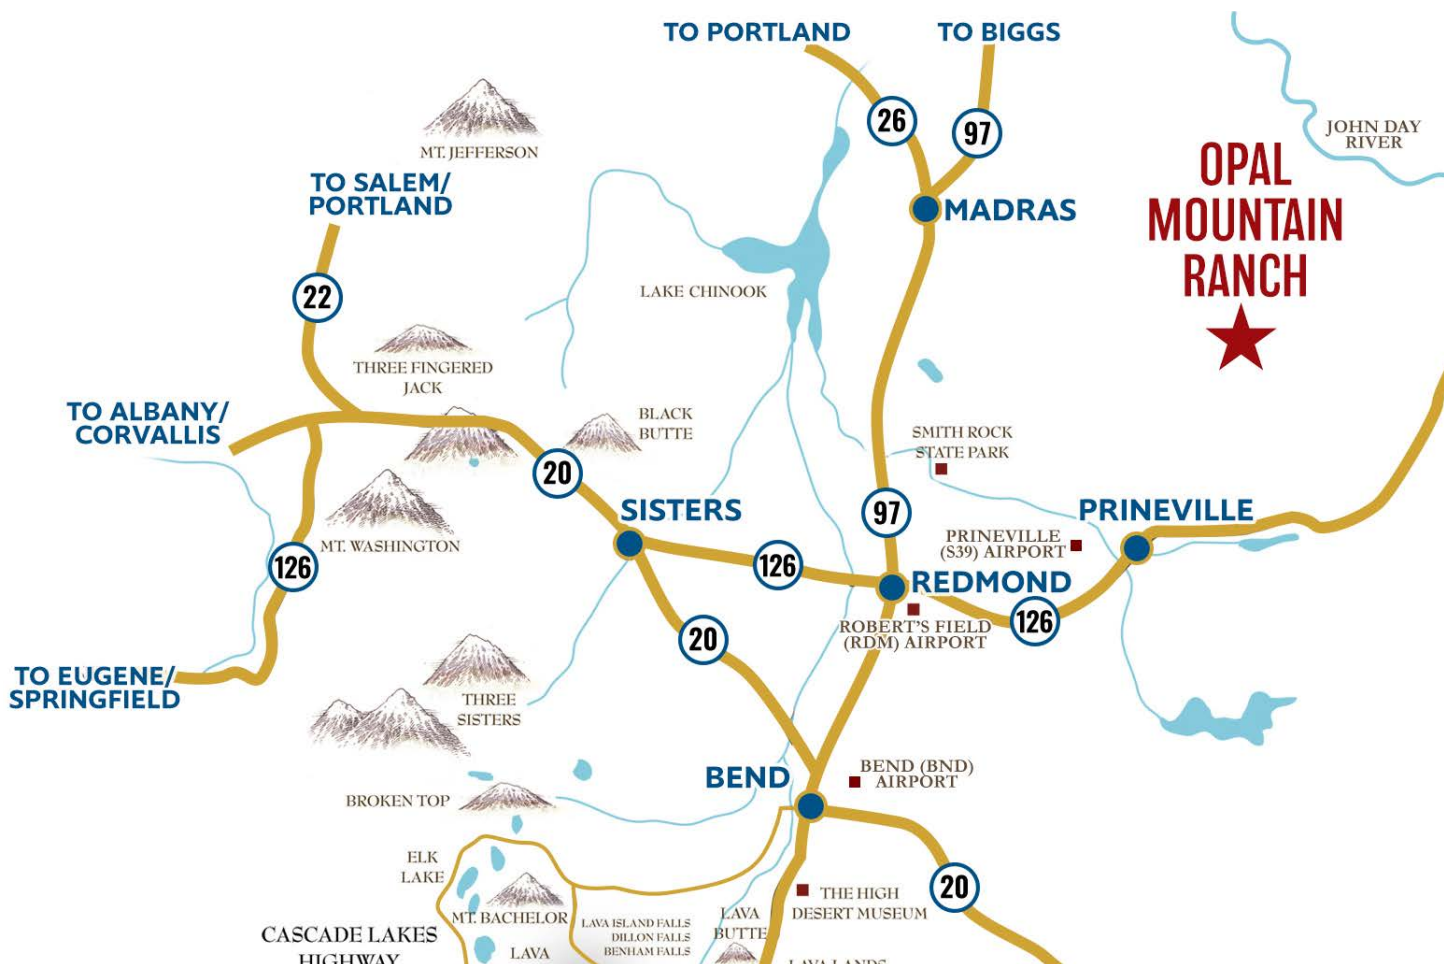 TO PORTLAND
TO BIGGS
26
97
JOHN DAY
RIVER
MT. JEFFERSON
OPAL
MOUNTAIN
RANCH
TO SALEM/
PORTLAND
MADRAS
22
LAKE CHINOOK
THREE FINGERED
JACK
TO ALBANY/
CORVALLIS
BLACK
BUTTE
SMITH ROCK
STATE PARK
20
SISTERS
97
PRINEVILLE
MT. WASHINGTON
PRINEVILLE
(S39) AIRPORT
126
126
REDMOND
126
ROBERT'S FIELD
(RDM) AIRPORT
20
TO EUGENE/
SPRINGFIELD
THREE
SISTERS
BEND
BEND (BND)
AIRPORT
BROKEN TOP
ELK
LAKE
20
THE HIGH
DESERT MUSEUM
MT. BACHELOR
LAVA ISLAND FALLS
DILLON FALLS
BENHAM FALLS
LAVA
BUTTE
CASCADE LAKES
HIGHWAY
LAVA
LAVA LANDS